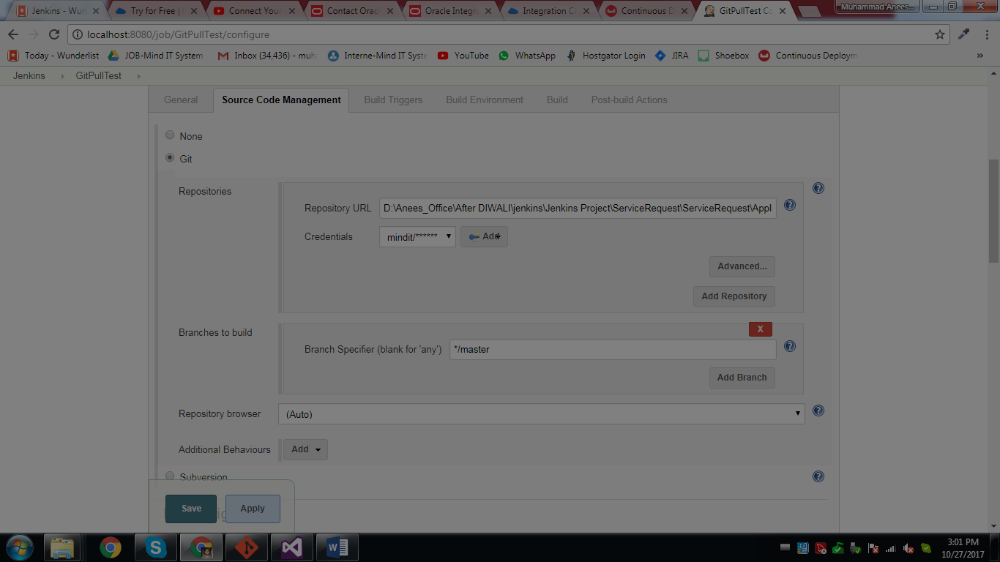 Jenkins - Wun
Try for Free |
Connect Your
Contact Oracl
Oracle Integra
Integration Cl
Continuous D
GitPullTest Co
Muhammad Anees...
localhost:8080/job/GitPullTest/configure
Today - Wunderlist
JOB-Mind IT System
Inbox (34,436) - muh
Interne-Mind IT Syste
YouTube
WhatsApp
Hostgator Login
JIRA
Shoebox
Continuous Deploym
»
Jenkins
GitPullTest
General
Source Code Management
Build Triggers
Build Environment
Build
Post-build Actions
None
Git
Repositories
Repository URL
D:\Anees_Office\After DIWALI\jenkins\Jenkins Project\ServiceRequest\ServiceRequest\Appl
Credentials
mindit/******
Add
Advanced...
Add Repository
Branches to build
X
Branch Specifier (blank for 'any')
*/master
Add Branch
Repository browser
(Auto)
Additional Behaviours
Add
Subversion
Save
Apply
3:01 PM
10/27/2017